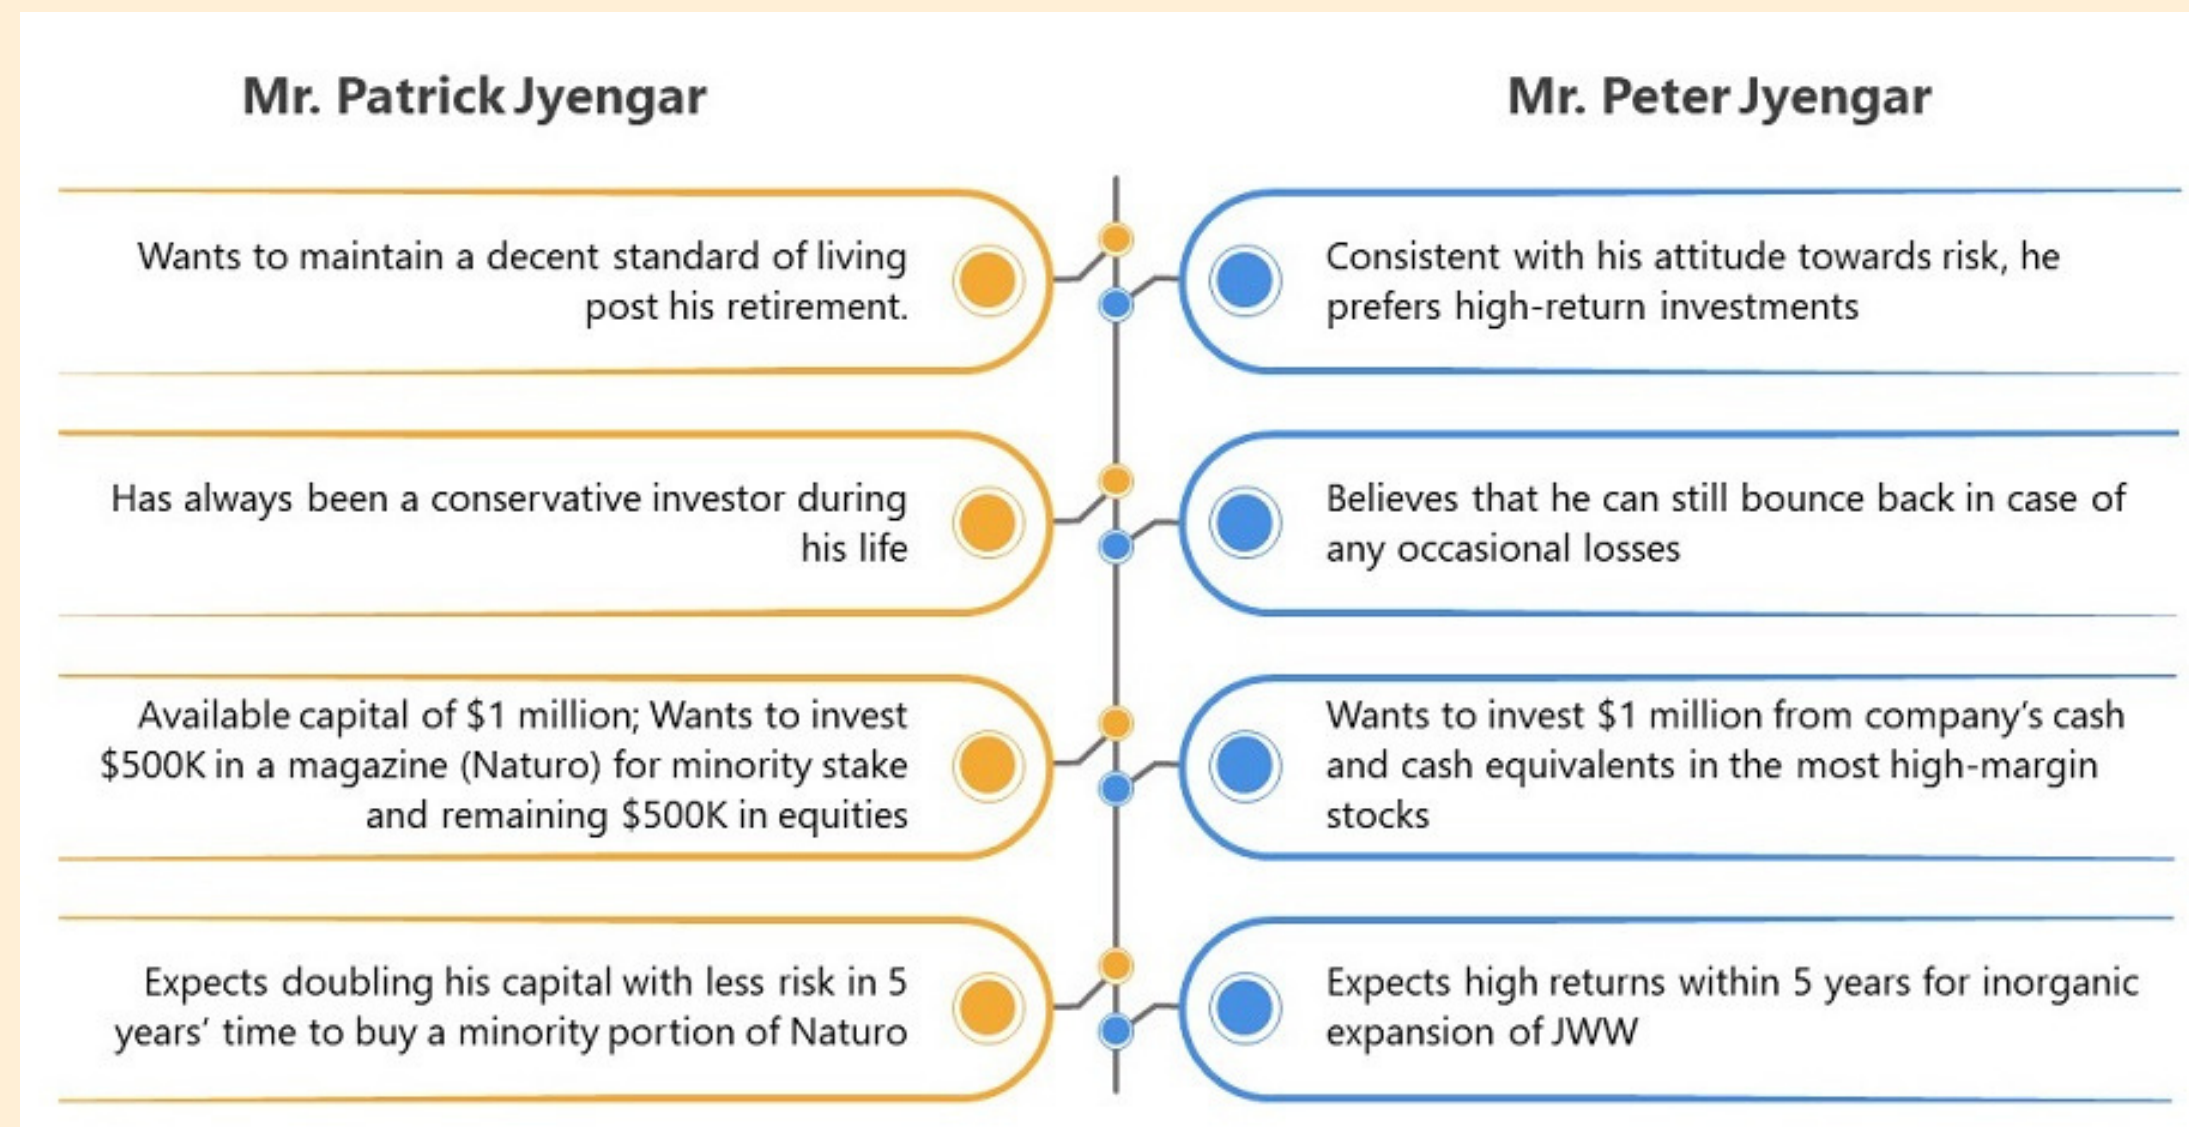 Mr. Patrick Jyengar
Wants to maintain a decent standard of living
post his retirement.
Has always been a conservative investor during
his life
Available capital of $1 million; Wants to invest
$500K in a magazine (Naturo) for minority stake
and remaining $500K in equities
Expects doubling his capital with less risk in 5
years’ time to buy a minority portion of Naturo
Mr. Peter Jyengar
Consistent with his attitude towards risk, he
prefers high-return investments
Believes that he can still bounce back in case of
any occasional losses
Wants to invest $1 million from company’s cash
and cash equivalents in the most high-margin
stocks
Expects high returns within 5 years for inorganic
expansion of JWW